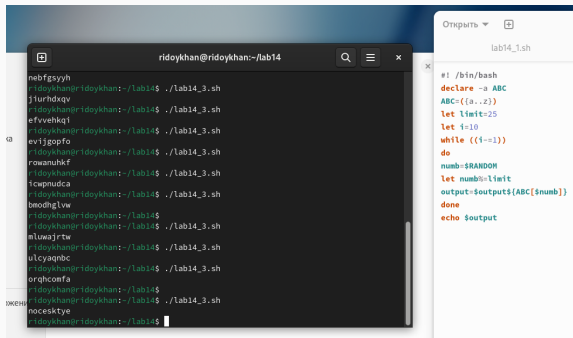 Открыть
lab14_1.sh
ridoykhan@ridoykhan:~/lab14
nebfgsyyh
ridoykhan@ridoykhan:~/lab14$ ./lab14_3.sh
jiurhdxqv
ridoykhan@ridoykhan:~/lab14$ ./lab14_3.sh
efvvehkqi
ridoykhan@ridoykhan:~/lab14$ ./lab14_3.sh
evijgopfo
ridoykhan@ridoykhan:~/lab14$ ./lab14_3.sh
rowanuhkf
ridoykhan@ridoykhan:~/lab14$ ./lab14_3.sh
icwpnudca
ridoykhan@ridoykhan:~/lab14$ ./lab14_3.sh
bmodhglvw
ridoykhan@ridoykhan:~/lab14$
ridoykhan@ridoykhan:~/lab14$ ./lab14_3.sh
mluwajrtw
ridoykhan@ridoykhan:~/lab14$ ./lab14_3.sh
ulcyaqnbc
ridoykhan@ridoykhan:~/lab14$ ./lab14_3.sh
orqhcomfa
ridoykhan@ridoykhan:~/lab14$
ridoykhan@ridoykhan:~/lab14$ ./lab14_3.sh
nocesktye
ridoykhan@ridoykhan:~/lab14$
#! /bin/bash
declare -a ABC
ABC=({a..z})
let limit=25
let i=10
while ((i-=1))
do
numb=$RANDOM
let numb%=limit
output=$output${ABC[$numb]}
done
echo $output